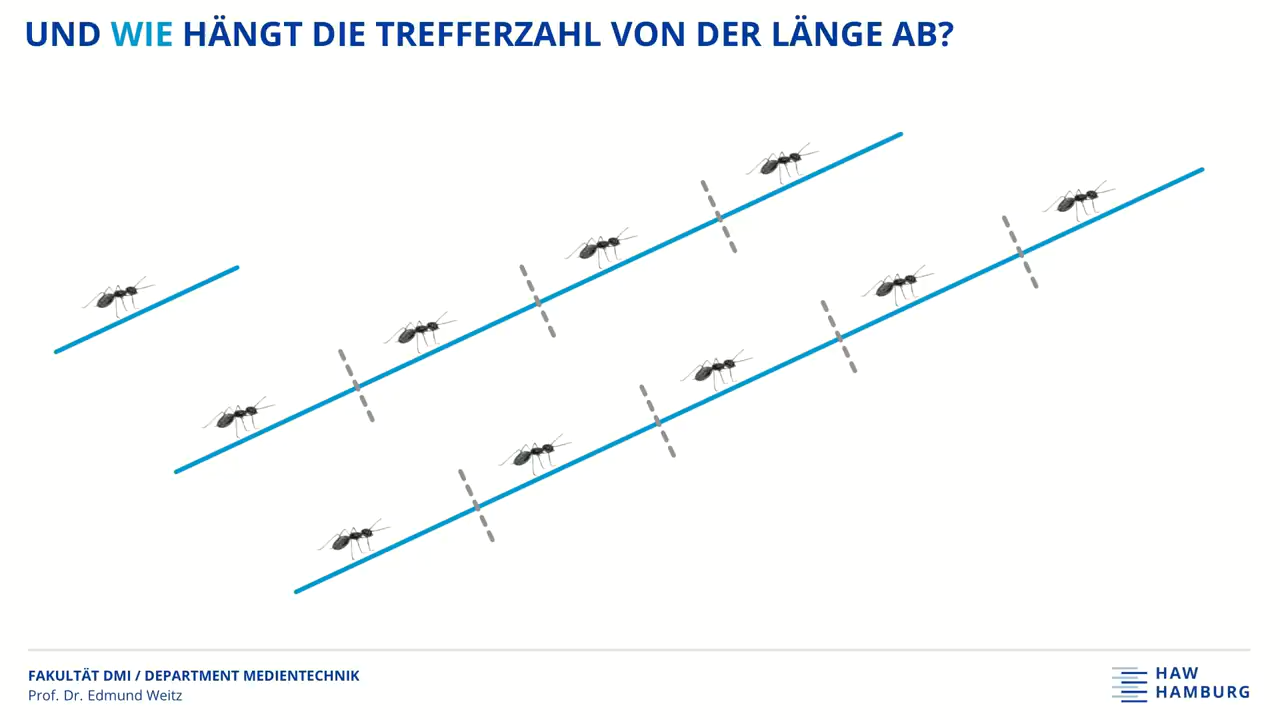 UND WIE HÄNGT DIE TREFFERZAHL VON DER LÄNGE AB?
FAKULTÄT DMI / DEPARTMENT MEDIENTECHNIK
Prof. Dr. Edmund Weitz
HAW
HAMBURG